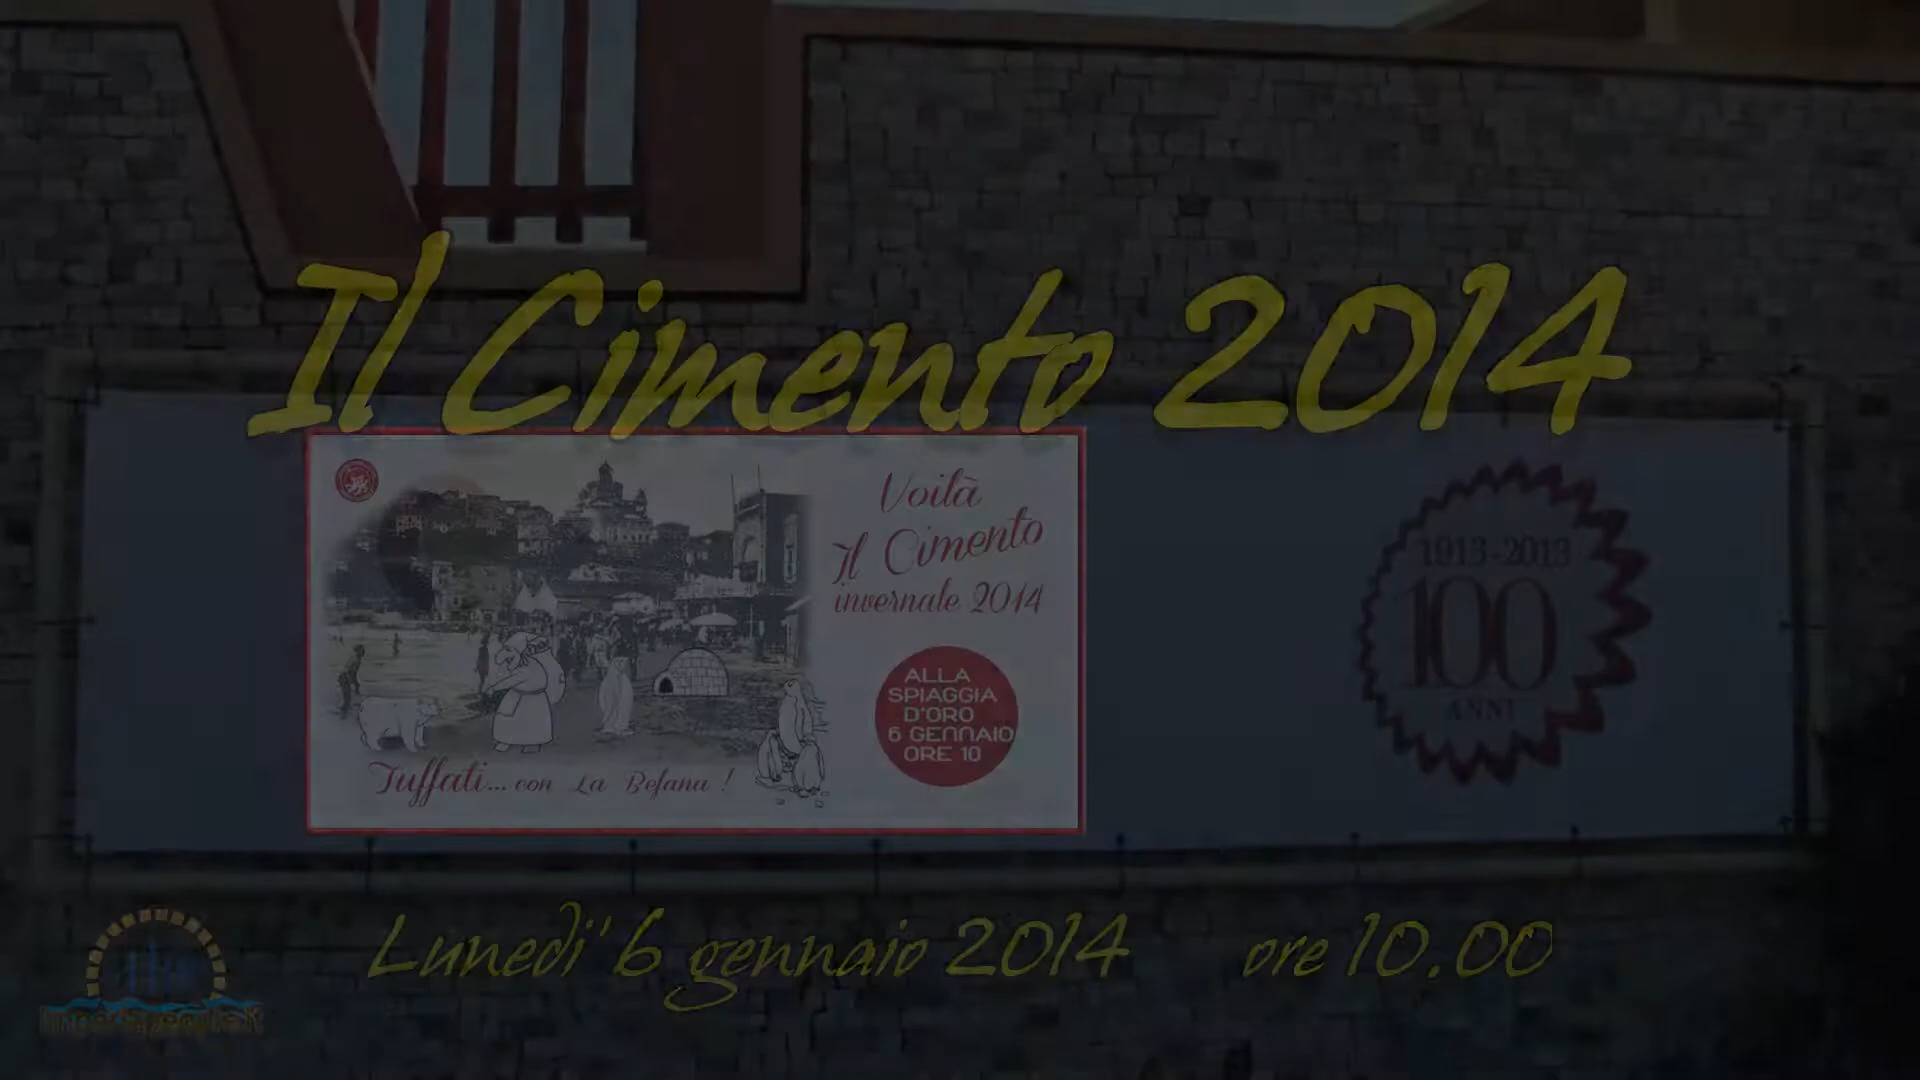 Il Cimento 2014
Voilà
Il Cimento
invernale 2014
1913-2013
100
ANNI
ALLA
SPIAGGIA
D'ORO
6 GENNAIO
ORE 10
Tuffati... con La Befana !
Lunedi' 6 gennaio 2014 ore 10.00